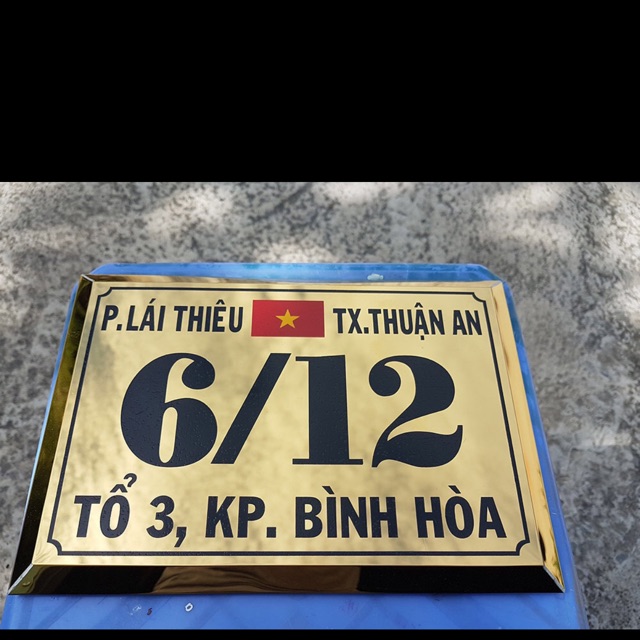 P.LÁI THIÊU TX.THUẬN AN
6/12
TỔ 3, KP. BÌNH HÒA